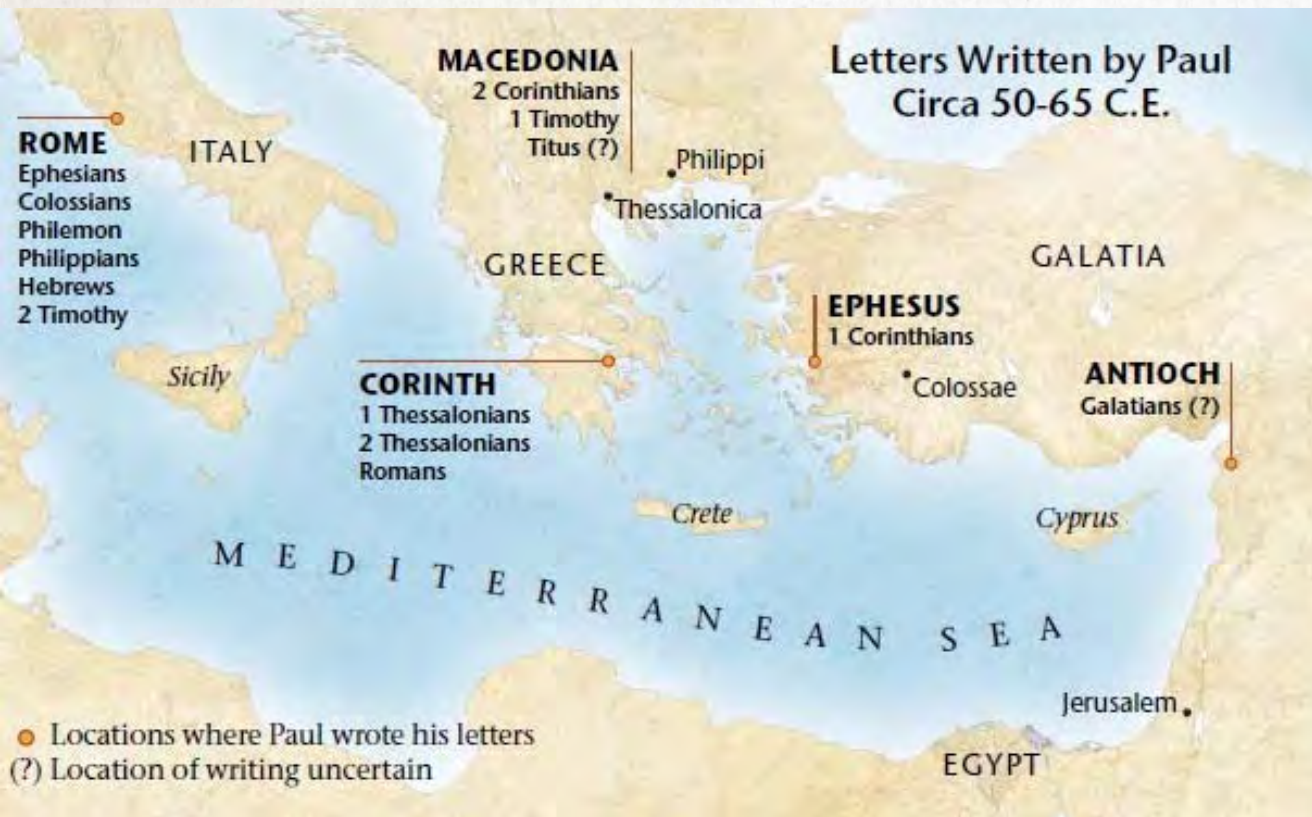 Letters Written by Paul
Circa 50-65 C.E.
MACEDONIA
2 Corinthians
1 Timothy
Titus (?)
Philippi
Thessalonica
ROME
Ephesians
Colossians
Philemon
Philippians
Hebrews
2 Timothy
ITALY
GREECE
GALATIA
EPHESUS
1 Corinthians
Colossae
ANTIOCH
Galatians (?)
Sicily
CORINTH
1 Thessalonians
2 Thessalonians
Romans
Crete
Cyprus
MEDITERRANEAN SEA
Jerusalem
EGYPT
Locations where Paul wrote his letters
(?) Location of writing uncertain